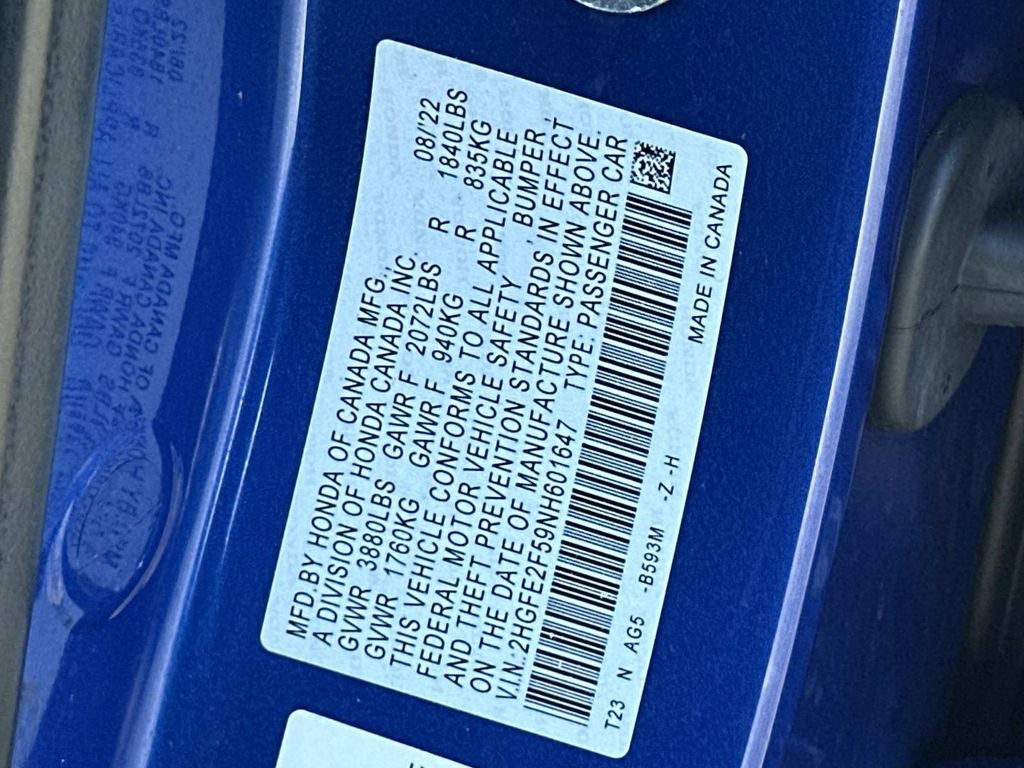 MFD.BY HONDA OF CANADA MFG., 08/'22
A DIVISION OF HONDA CANADA INC.
GVWR 3880LBS GAWR F 2072LBS R 1840LBS
GVWR 1760KG GAWR F 940KG R 835KG
THIS VEHICLE CONFORMS TO ALL APPLICABLE
FEDERAL MOTOR VEHICLE SAFETY , BUMPER ,
AND THEFT PREVENTION STANDARDS IN EFFECT
ON THE DATE OF MANUFACTURE SHOWN ABOVE.
V.I.N.:2HGFE2F59NH601647 TYPE: PASSENGER CAR
T23 N AG5 -B593M -Z -H MADE IN CANADA